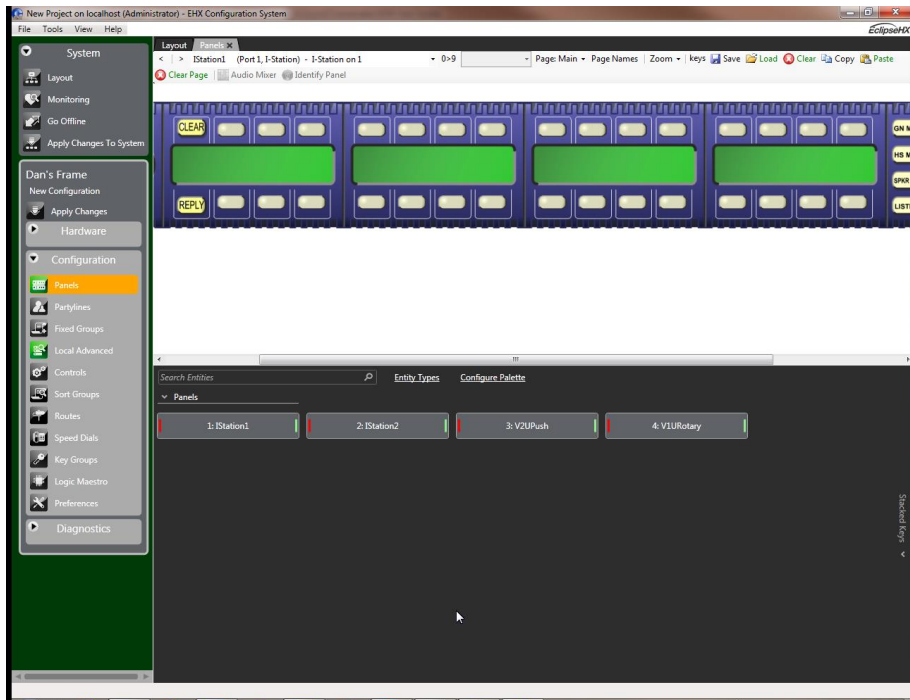 New Project on localhost (Administrator) - EHX Configuration System
File Tools View Help
EclipseHX
System
Layout
Monitoring
Go Offline
Apply Changes To System
Dan's Frame
New Configuration
Apply Changes
Hardware
Configuration
Panels
Partylines
Fixed Groups
Local Advanced
Controls
Sort Groups
Routes
Speed Dials
Key Groups
Logic Maestro
Preferences
Diagnostics
Layout Panels x
< | > IStation1 (Port 1, I-Station) - I-Station on 1 0>9 Page: Main Page Names Zoom keys Save Load Clear Copy Paste
Clear Page Audio Mixer Identify Panel
CLEAR
GN M
HS M
SPKR
REPLY
LIST
Search Entities Entity Types Configure Palette
Panels
1: IStation1 2: IStation2 3: V2UPush 4: V1URotary
Stacked Keys